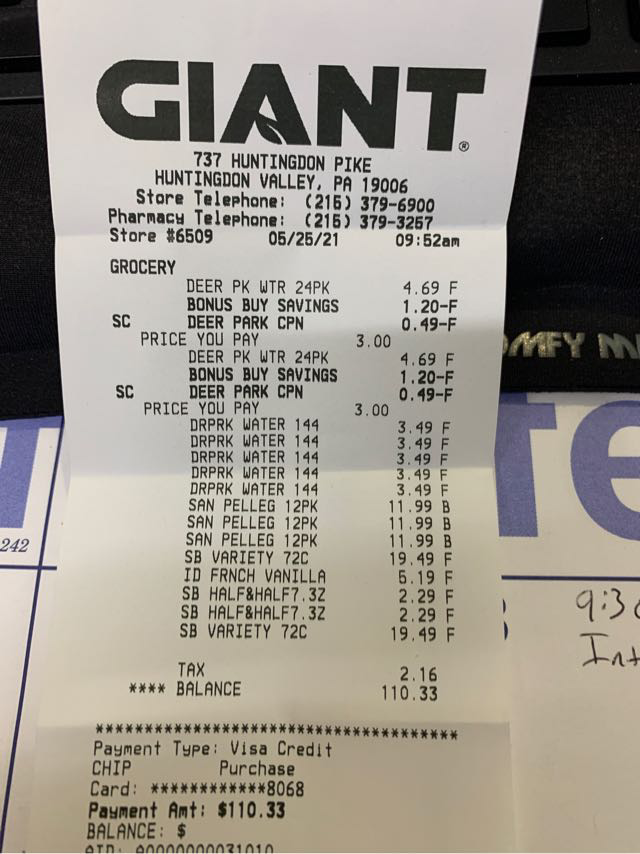 GIANT®
737 HUNTINGDON PIKE
HUNTINGDON VALLEY, PA 19006
Store Telephone: (215) 379-6900
Pharmacy Telephone: (215) 379-3257
Store #6509 05/25/21 09:52am
GROCERY
DEER PK WTR 24PK 4.69 F
BONUS BUY SAVINGS 1.20-F
SC DEER PARK CPN 0.49-F
PRICE YOU PAY 3.00
DEER PK WTR 24PK 4.69 F
BONUS BUY SAVINGS 1.20-F
SC DEER PARK CPN 0.49-F
PRICE YOU PAY 3.00
DRPRK WATER 144 3.49 F
DRPRK WATER 144 3.49 F
DRPRK WATER 144 3.49 F
DRPRK WATER 144 3.49 F
DRPRK WATER 144 3.49 F
SAN PELLEG 12PK 11.99 B
SAN PELLEG 12PK 11.99 B
SAN PELLEG 12PK 11.99 B
SB VARIETY 72C 19.49 F
ID FRNCH VANILLA 5.19 F
SB HALF&HALF7.3Z 2.29 F
SB HALF&HALF7.3Z 2.29 F
SB VARIETY 72C 19.49 F
TAX 2.16
**** BALANCE 110.33
****************************************
Payment Type: Visa Credit
CHIP Purchase
Card: ************8068
Payment Amt: $110.33
BALANCE: $
AID: A0000000031010
242
te
9:30
Int